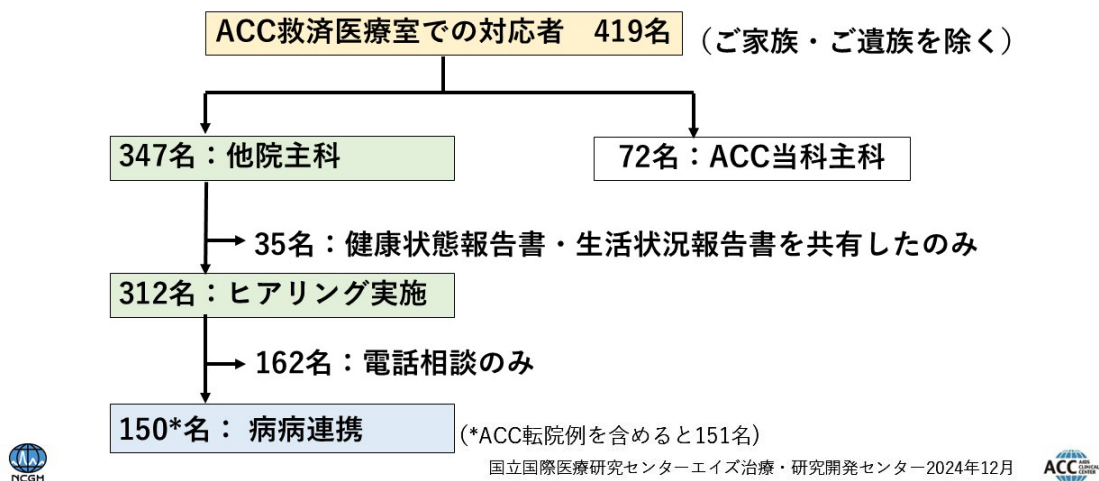 ACC救済医療室での対応者 419名
（ご家族・ご遺族を除く）
347名：他院主科
72名：ACC当科主科
35名：健康状態報告書・生活状況報告書を共有したのみ
312名：ヒアリング実施
162名：電話相談のみ
150*名： 病病連携
(*ACC転院例を含めると151名)
国立国際医療研究センターエイズ治療・研究開発センター2024年12月
NCGM
ACC AIDS CLINICAL CENTER